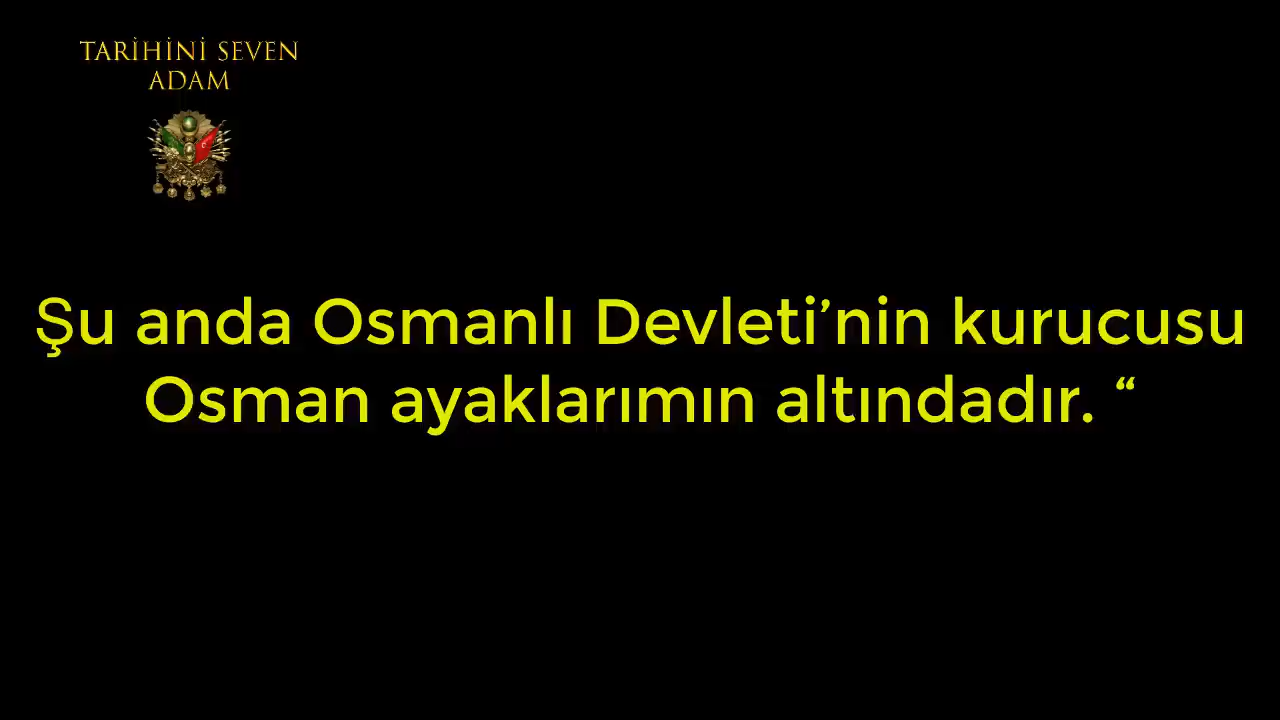 TARİHİNİ SEVEN
ADAM
Şu anda Osmanlı Devleti’nin kurucusu
Osman ayaklarımın altındadır. “